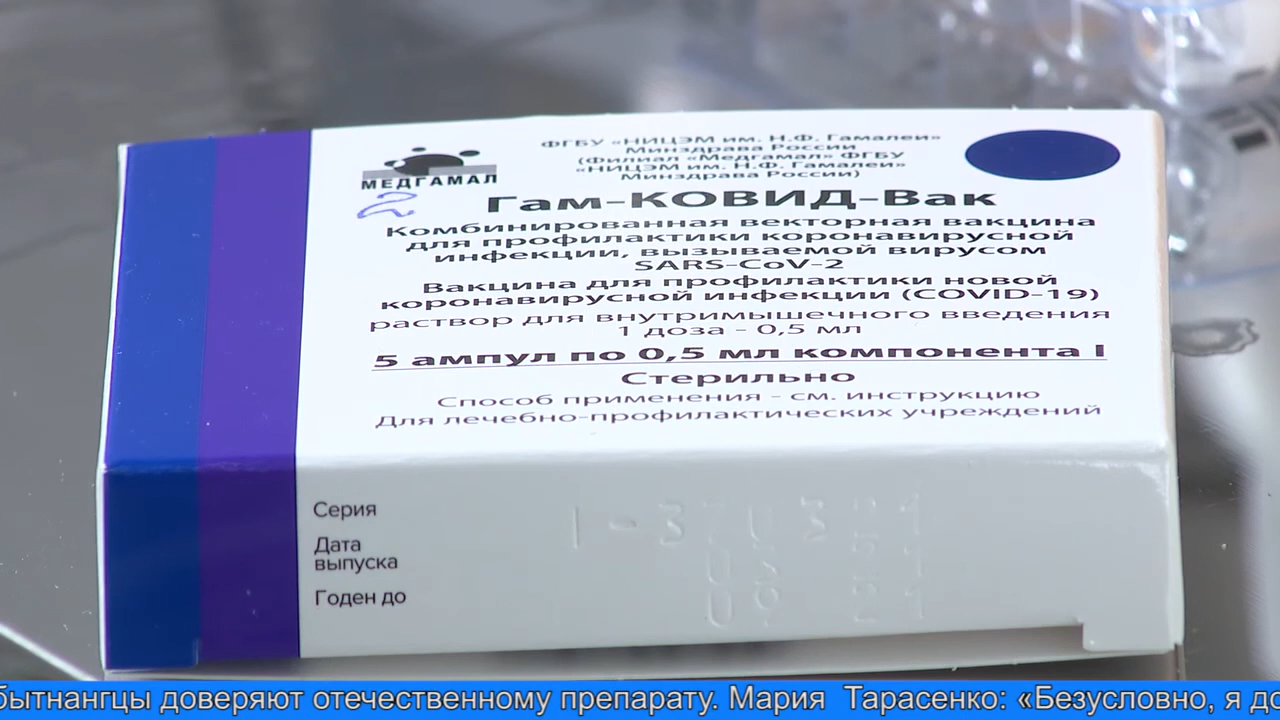 ФГБУ «НИЦЭМ им. Н.Ф. Гамалеи»
Минздрава России
(Филиал «Медгамал» ФГБУ
«НИЦЭМ им. Н.Ф. Гамалеи»
Минздрава России)
МЕДГАМАЛ
2
Гам-КОВИД-Вак
Комбинированная векторная вакцина
для профилактики коронавирусной
инфекции, вызываемой вирусом
SARS-CoV-2
Вакцина для профилактики новой
коронавирусной инфекции (COVID-19)
раствор для внутримышечного введения
1 доза - 0,5 мл
5 ампул по 0,5 мл компонента I
Стерильно
Способ применения - см. инструкцию
Для лечебно-профилактических учреждений
Серия
Дата
выпуска
Годен до
бытнангцы доверяют отечественному препарату. Мария Тарасенко: «Безусловно, я до